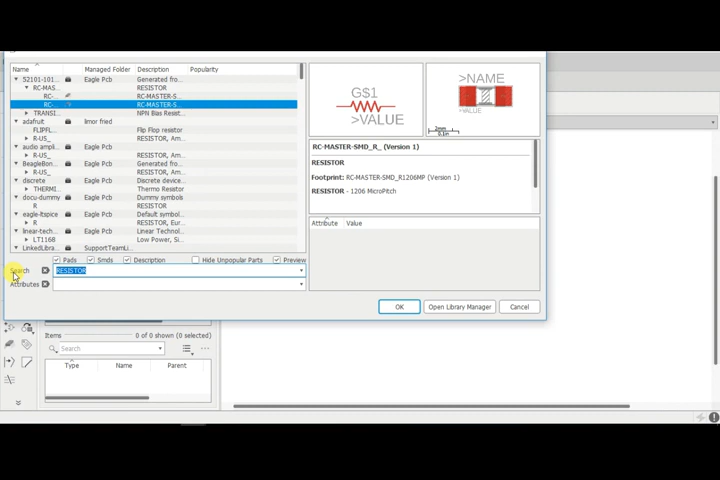 Name Managed Folder Description Popularity
52101-101... Eagle Pcb Generated fro...
RC-MAS... RESISTOR
RC-... RC-MASTER-S...
RC-... RC-MASTER-S...
TRANSI... NPN Bias Resist...
adafruit limor fried
FLIPFL... Flip Flop resistor
R-US_ RESISTOR, Am...
audio ampli... Eagle Pcb
R-US_ RESISTOR, Am...
BeagleBon... Eagle Pcb Generated fro...
R-US_ RESISTOR, Am...
discrete Eagle Pcb Discrete device...
THERMI... Thermo Resistor
docu-dummy Eagle Pcb Dummy symbols
R RESISTOR
eagle-ltspice Eagle Pcb Default symbol...
R RESISTOR, Eur...
linear-tech... Eagle Pcb Linear Technol...
LT1168 Low Power, Si...
LinkedLibra... SupportTeamLi...
Pads Smds Description Hide Unpopular Parts Preview
Search RESISTOR
Attributes
G$1
>VALUE
>NAME
>VALUE
2mm
0.1in
RC-MASTER-SMD_R_ (Version 1)
RESISTOR
Footprint: RC-MASTER-SMD_R1206MP (Version 1)
RESISTOR - 1206 MicroPitch
Attribute Value
OK Open Library Manager Cancel
Items 0 of 0 shown (0 selected)
Search
Type Name Parent